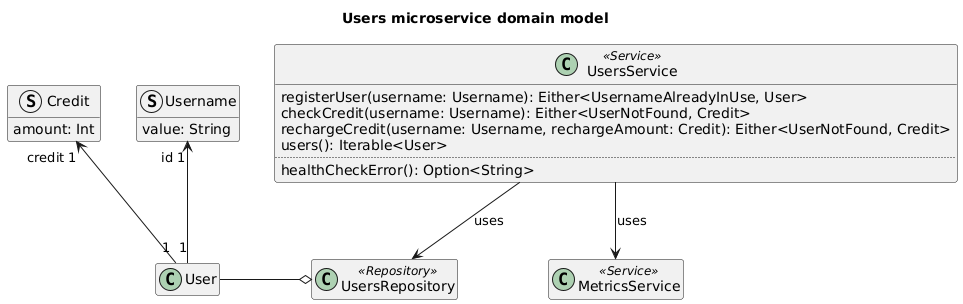 Users microservice domain model
«Service»
C UsersService
registerUser(username: Username): Either<UsernameAlreadyInUse, User>
checkCredit(username: Username): Either<UserNotFound, Credit>
rechargeCredit(username: Username, rechargeAmount: Credit): Either<UserNotFound, Credit>
users(): Iterable<User>
healthCheckError(): Option<String>
S Credit
amount: Int
S Username
value: String
credit 1
id 1
uses
uses
1
1
C User
«Repository»
C UsersRepository
«Service»
C MetricsService